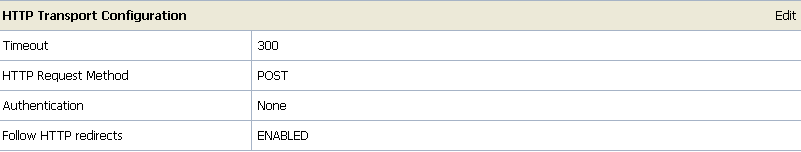 HTTP Transport Configuration Edit
Timeout 300
HTTP Request Method POST
Authentication None
Follow HTTP redirects ENABLED